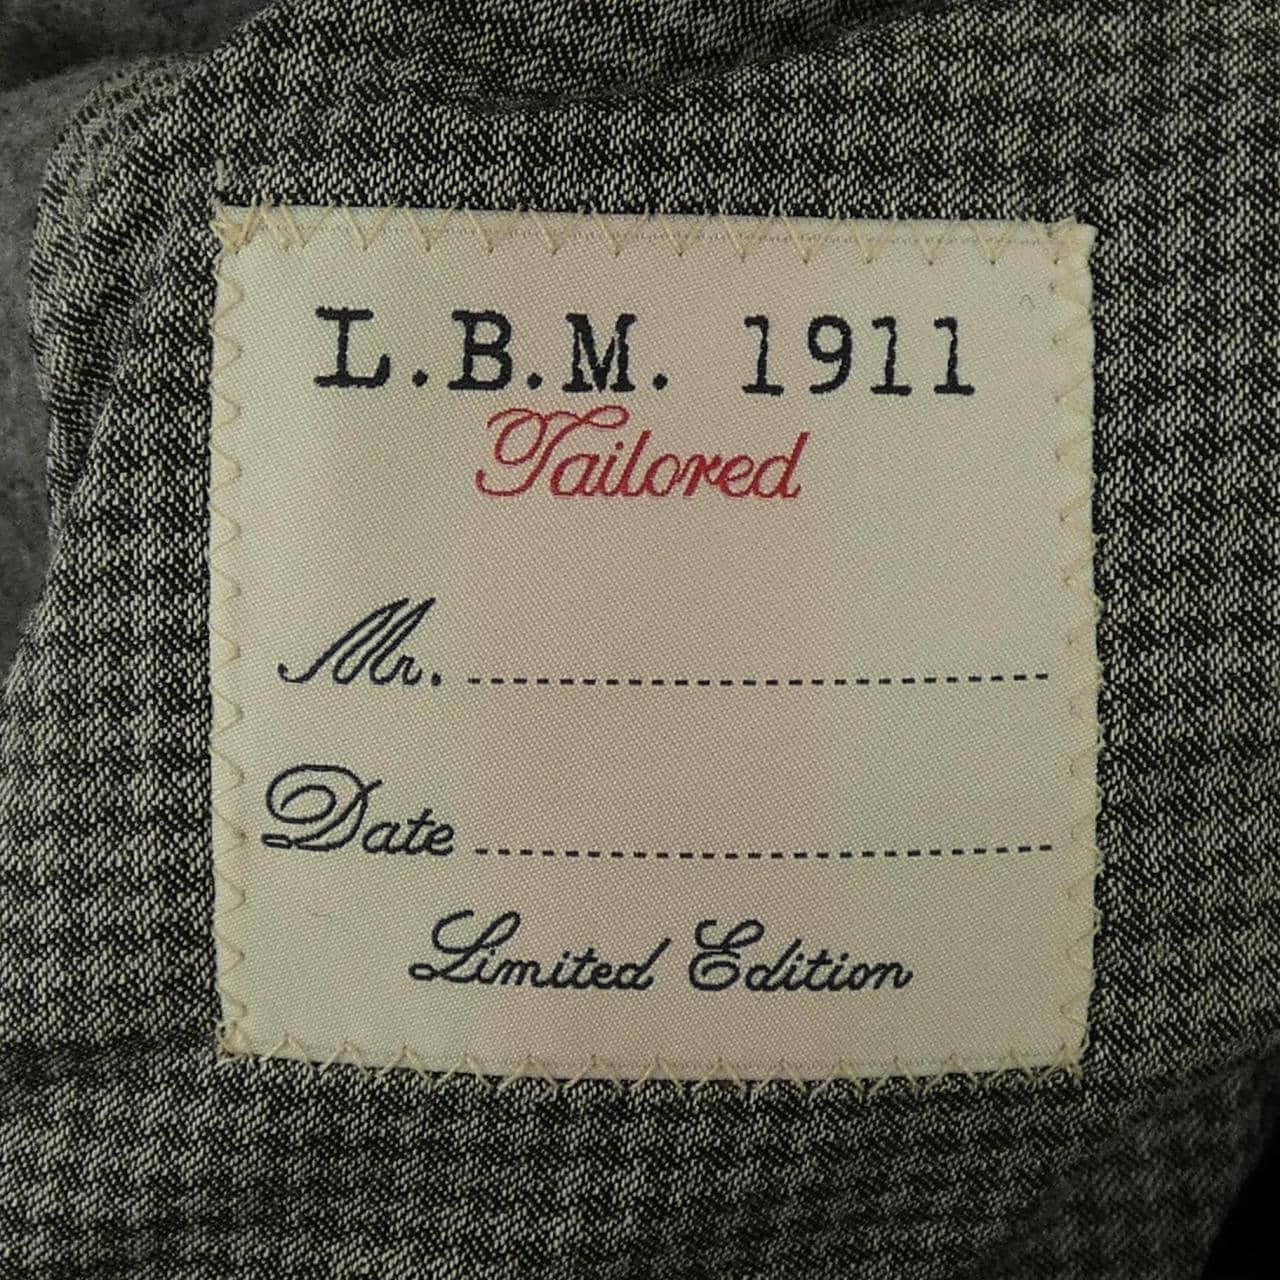 L.B.M. 1911
Tailored
Mr.
Date
Limited Edition